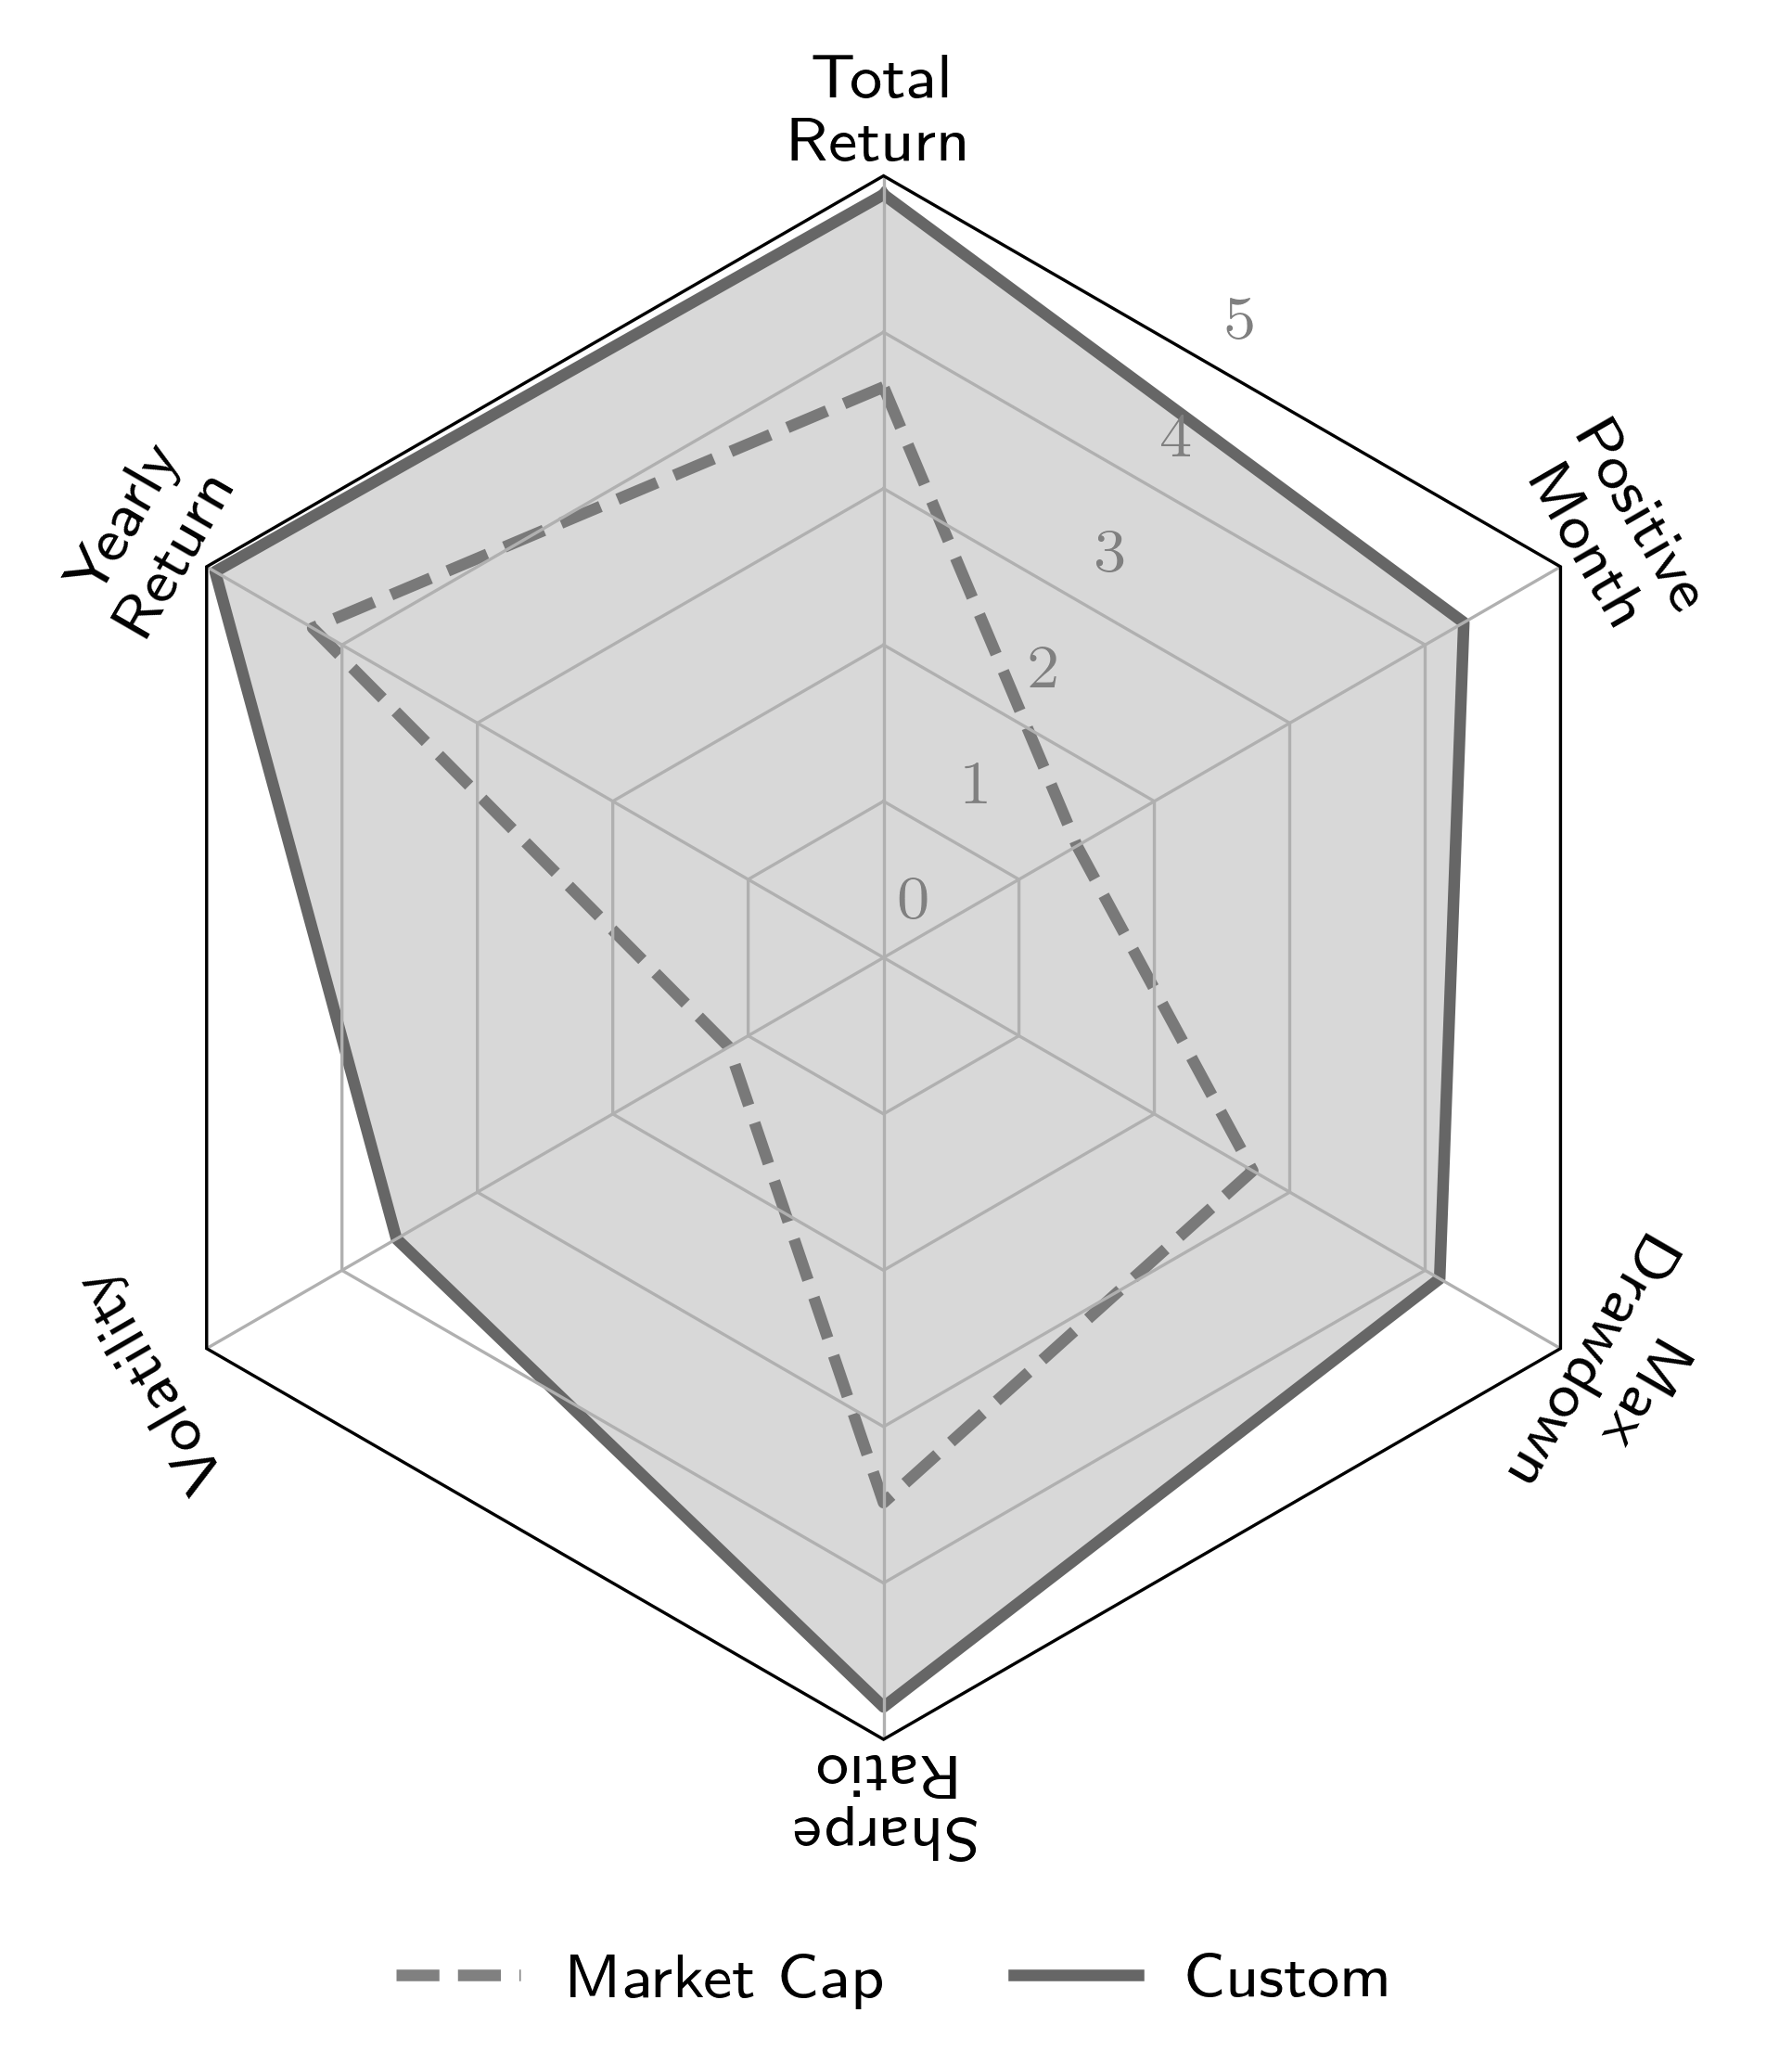 Total
Return
5
Positive
Month
4
Yearly
Return
3
2
1
0
Max
Drawdown
Volatility
Sharpe
Ratio
Market Cap
Custom